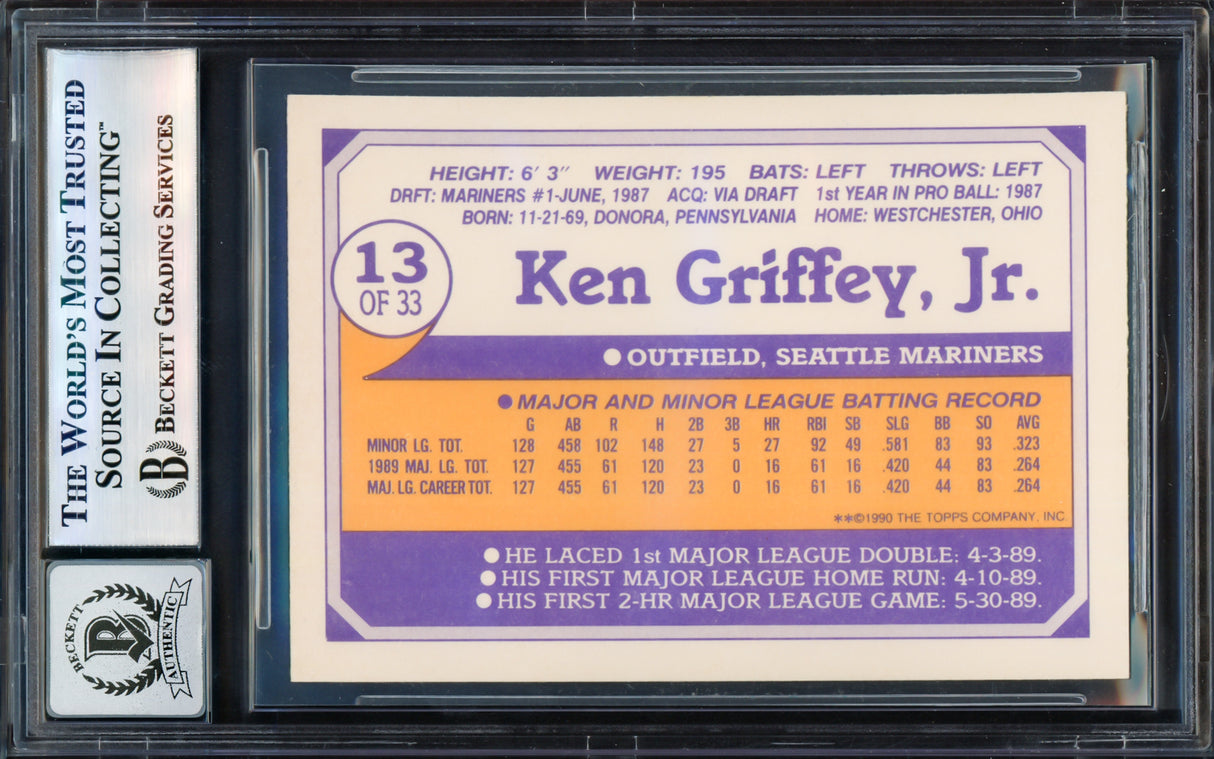 THE WORLD'S MOST TRUSTED
SOURCE IN COLLECTING™
BECKETT GRADING SERVICES
BECKETT
AUTHENTIC
HEIGHT: 6' 3" WEIGHT: 195 BATS: LEFT THROWS: LEFT
DRFT: MARINERS #1-JUNE, 1987 ACQ: VIA DRAFT 1st YEAR IN PRO BALL: 1987
BORN: 11-21-69, DONORA, PENNSYLVANIA HOME: WESTCHESTER, OHIO
13
OF 33
Ken Griffey, Jr.
●OUTFIELD, SEATTLE MARINERS
●MAJOR AND MINOR LEAGUE BATTING RECORD
G AB R H 2B 3B HR RBI SB SLG BB SO AVG
MINOR LG. TOT. 128 458 102 148 27 5 27 92 48 .581 83 93 .323
1989 MAJ. LG. TOT. 127 455 61 120 23 0 16 61 16 .420 44 83 .264
MAJ. LG. CAREER TOT. 127 455 61 120 23 0 16 61 16 .420 44 83 .264
**©1990 THE TOPPS COMPANY, INC.
●HE LACED 1st MAJOR LEAGUE DOUBLE: 4-3-89.
●HIS FIRST MAJOR LEAGUE HOME RUN: 4-10-89.
●HIS FIRST 2-HR MAJOR LEAGUE GAME: 5-30-89.